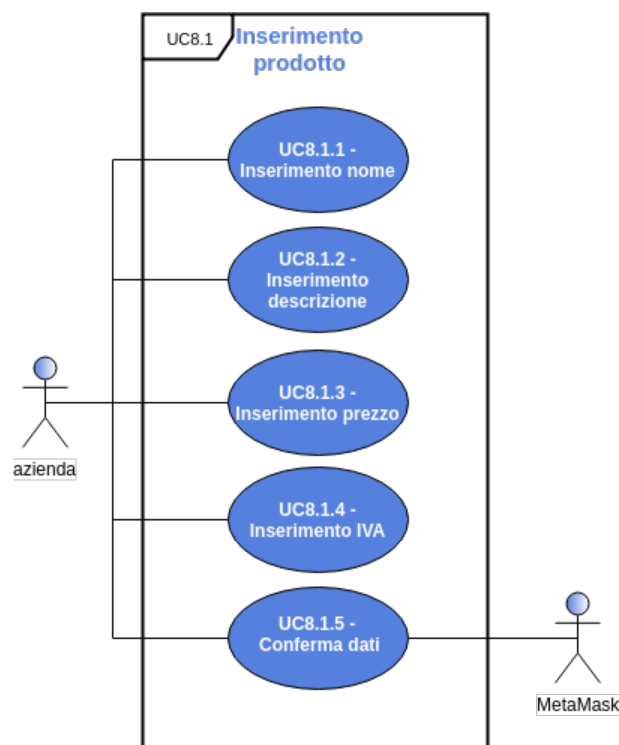 UC8.1
Inserimento
prodotto
UC8.1.1 -
Inserimento nome
UC8.1.2 -
Inserimento
descrizione
UC8.1.3 -
Inserimento prezzo
azienda
UC8.1.4 -
Inserimento IVA
UC8.1.5 -
Conferma dati
MetaMask